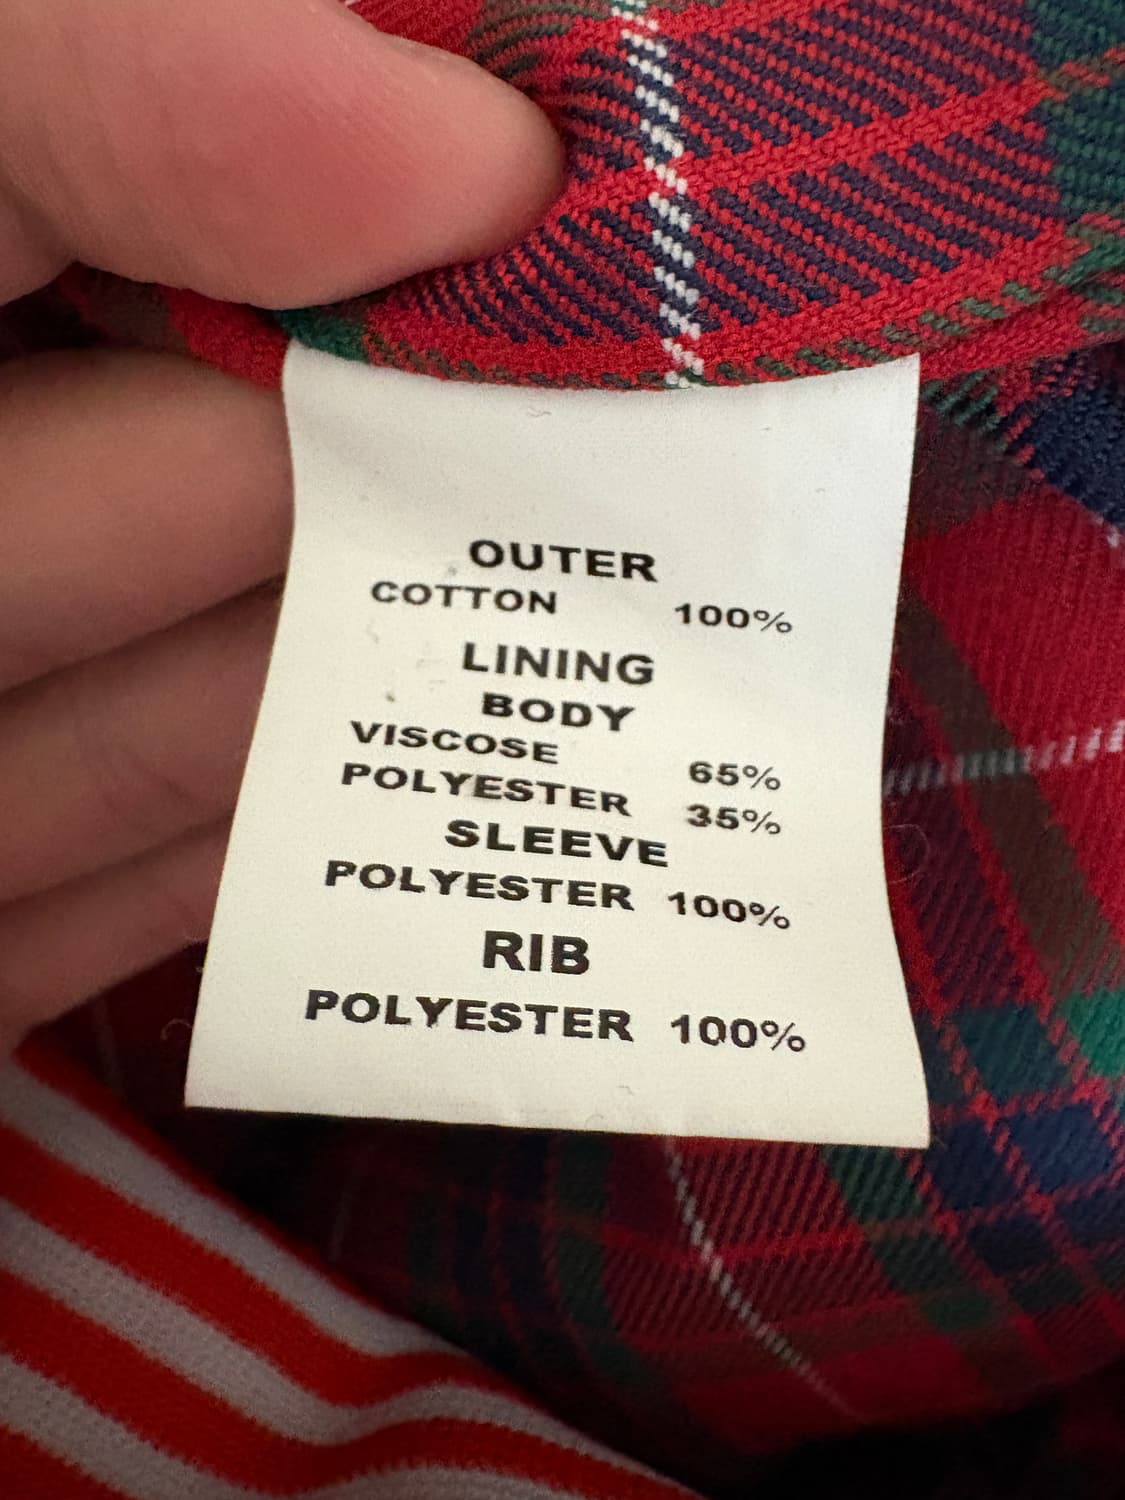 OUTER
COTTON 100%
LINING
BODY
VISCOSE 65%
POLYESTER 35%
SLEEVE
POLYESTER 100%
RIB
POLYESTER 100%